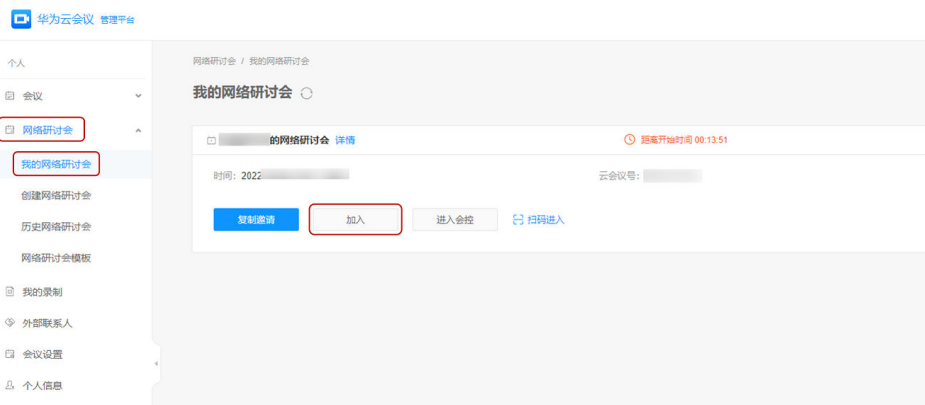 华为云会议 管理平台
个人
会议
网络研讨会
我的网络研讨会
创建网络研讨会
历史网络研讨会
网络研讨会模板
我的录制
外部联系人
会议设置
个人信息
网络研讨会 / 我的网络研讨会
我的网络研讨会
的网络研讨会 详情
距离开始时间 00:13:51
时间: 2022
云会议号:
复制邀请
加入
进入会控
扫码进入